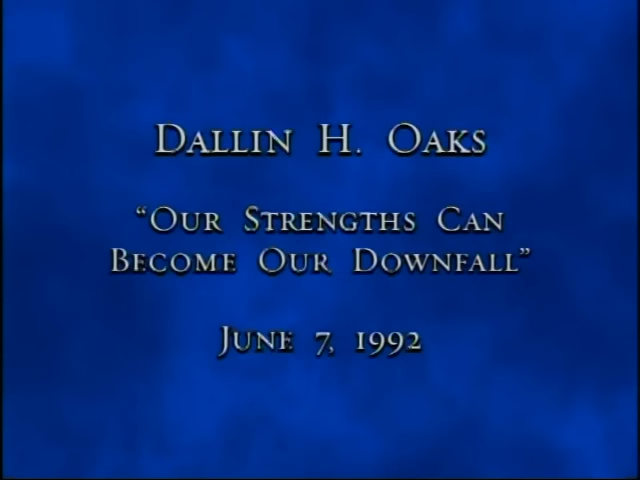 Dallin H. Oaks
“Our Strengths Can
Become Our Downfall”
June 7, 1992